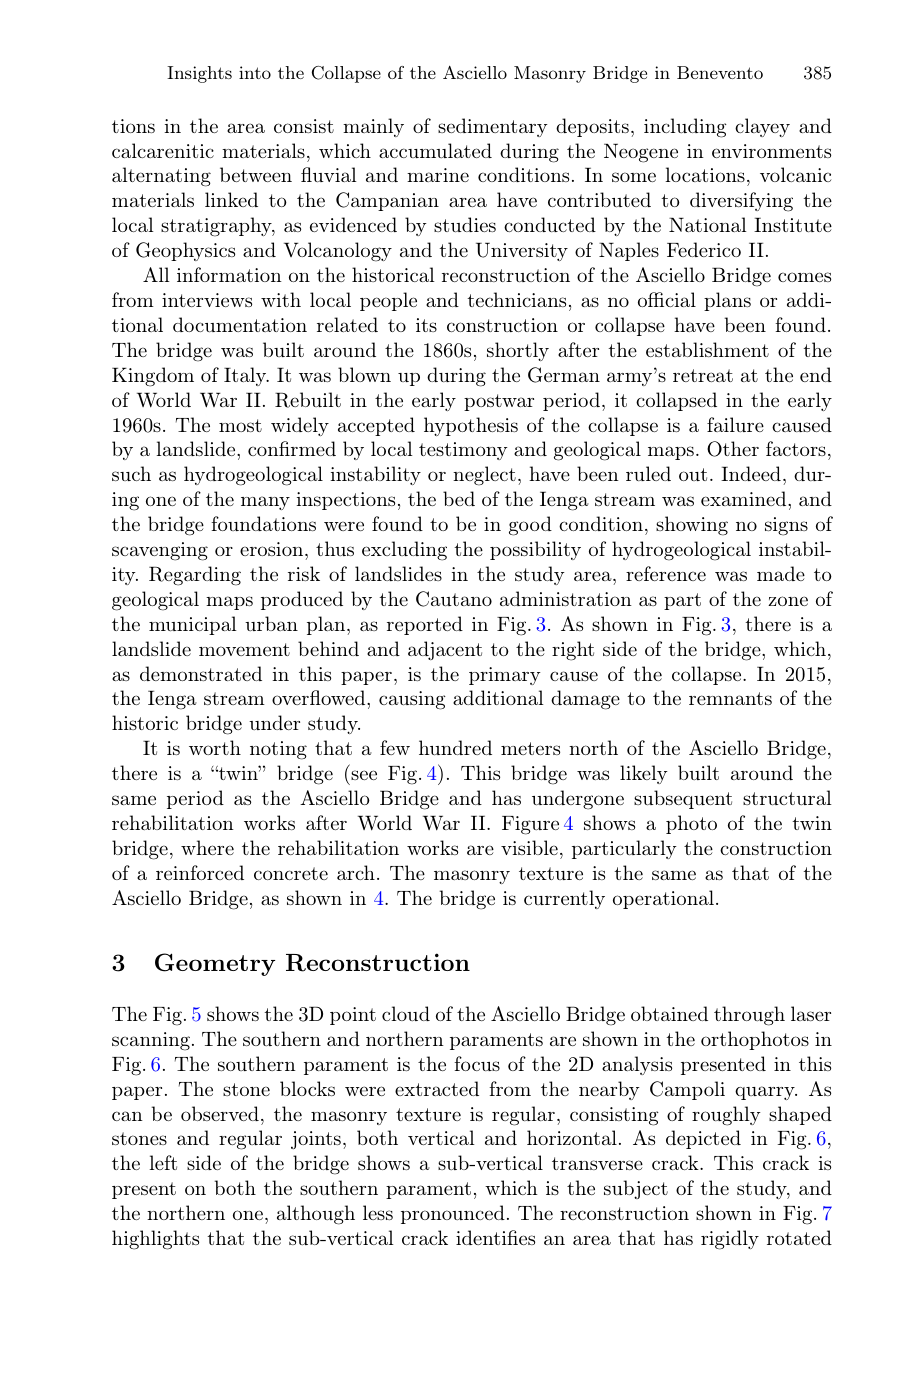 Insights into the Collapse of the Asciello Masonry Bridge in Benevento 385
tions in the area consist mainly of sedimentary deposits, including clayey and
calcarenitic materials, which accumulated during the Neogene in environments
alternating between fluvial and marine conditions. In some locations, volcanic
materials linked to the Campanian area have contributed to diversifying the
local stratigraphy, as evidenced by studies conducted by the National Institute
of Geophysics and Volcanology and the University of Naples Federico II.
All information on the historical reconstruction of the Asciello Bridge comes
from interviews with local people and technicians, as no official plans or addi-
tional documentation related to its construction or collapse have been found.
The bridge was built around the 1860s, shortly after the establishment of the
Kingdom of Italy. It was blown up during the German army's retreat at the end
of World War II. Rebuilt in the early postwar period, it collapsed in the early
1960s. The most widely accepted hypothesis of the collapse is a failure caused
by a landslide, confirmed by local testimony and geological maps. Other factors,
such as hydrogeological instability or neglect, have been ruled out. Indeed, dur-
ing one of the many inspections, the bed of the Ienga stream was examined, and
the bridge foundations were found to be in good condition, showing no signs of
scavenging or erosion, thus excluding the possibility of hydrogeological instabil-
ity. Regarding the risk of landslides in the study area, reference was made to
geological maps produced by the Cautano administration as part of the zone of
the municipal urban plan, as reported in Fig. 3. As shown in Fig. 3, there is a
landslide movement behind and adjacent to the right side of the bridge, which,
as demonstrated in this paper, is the primary cause of the collapse. In 2015,
the Ienga stream overflowed, causing additional damage to the remnants of the
historic bridge under study.
It is worth noting that a few hundred meters north of the Asciello Bridge,
there is a “twin” bridge (see Fig. 4). This bridge was likely built around the
same period as the Asciello Bridge and has undergone subsequent structural
rehabilitation works after World War II. Figure 4 shows a photo of the twin
bridge, where the rehabilitation works are visible, particularly the construction
of a reinforced concrete arch. The masonry texture is the same as that of the
Asciello Bridge, as shown in 4. The bridge is currently operational.
3 Geometry Reconstruction
The Fig. 5 shows the 3D point cloud of the Asciello Bridge obtained through laser
scanning. The southern and northern paraments are shown in the orthophotos in
Fig. 6. The southern parament is the focus of the 2D analysis presented in this
paper. The stone blocks were extracted from the nearby Campoli quarry. As
can be observed, the masonry texture is regular, consisting of roughly shaped
stones and regular joints, both vertical and horizontal. As depicted in Fig. 6,
the left side of the bridge shows a sub-vertical transverse crack. This crack is
present on both the southern parament, which is the subject of the study, and
the northern one, although less pronounced. The reconstruction shown in Fig. 7
highlights that the sub-vertical crack identifies an area that has rigidly rotated